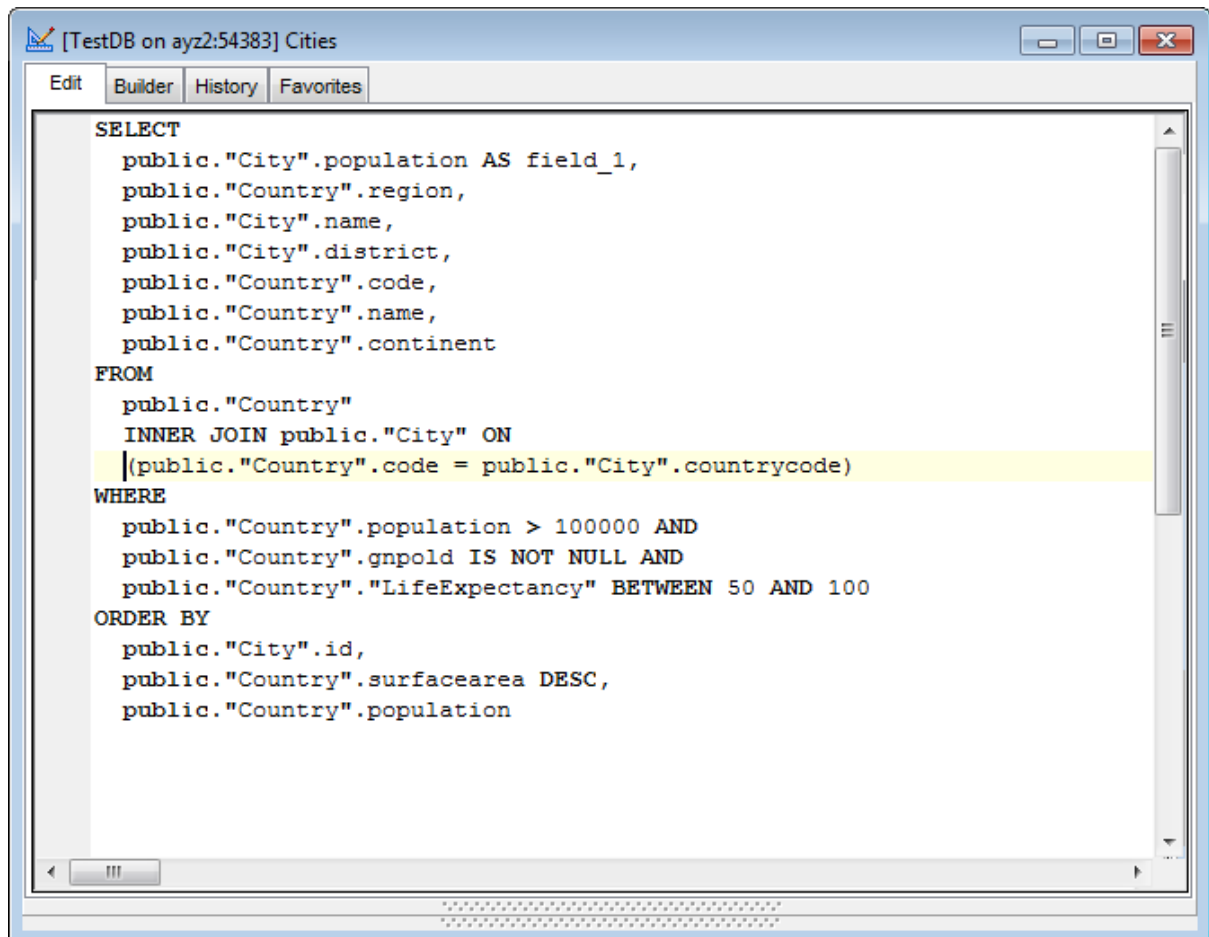 [TestDB on ayz2:54383] Cities
Edit Builder History Favorites
SELECT
public."City".population AS field_1,
public."Country".region,
public."City".name,
public."City".district,
public."Country".code,
public."Country".name,
public."Country".continent
FROM
public."Country"
INNER JOIN public."City" ON
(public."Country".code = public."City".countrycode)
WHERE
public."Country".population > 100000 AND
public."Country".gnpold IS NOT NULL AND
public."Country"."LifeExpectancy" BETWEEN 50 AND 100
ORDER BY
public."City".id,
public."Country".surfacearea DESC,
public."Country".population